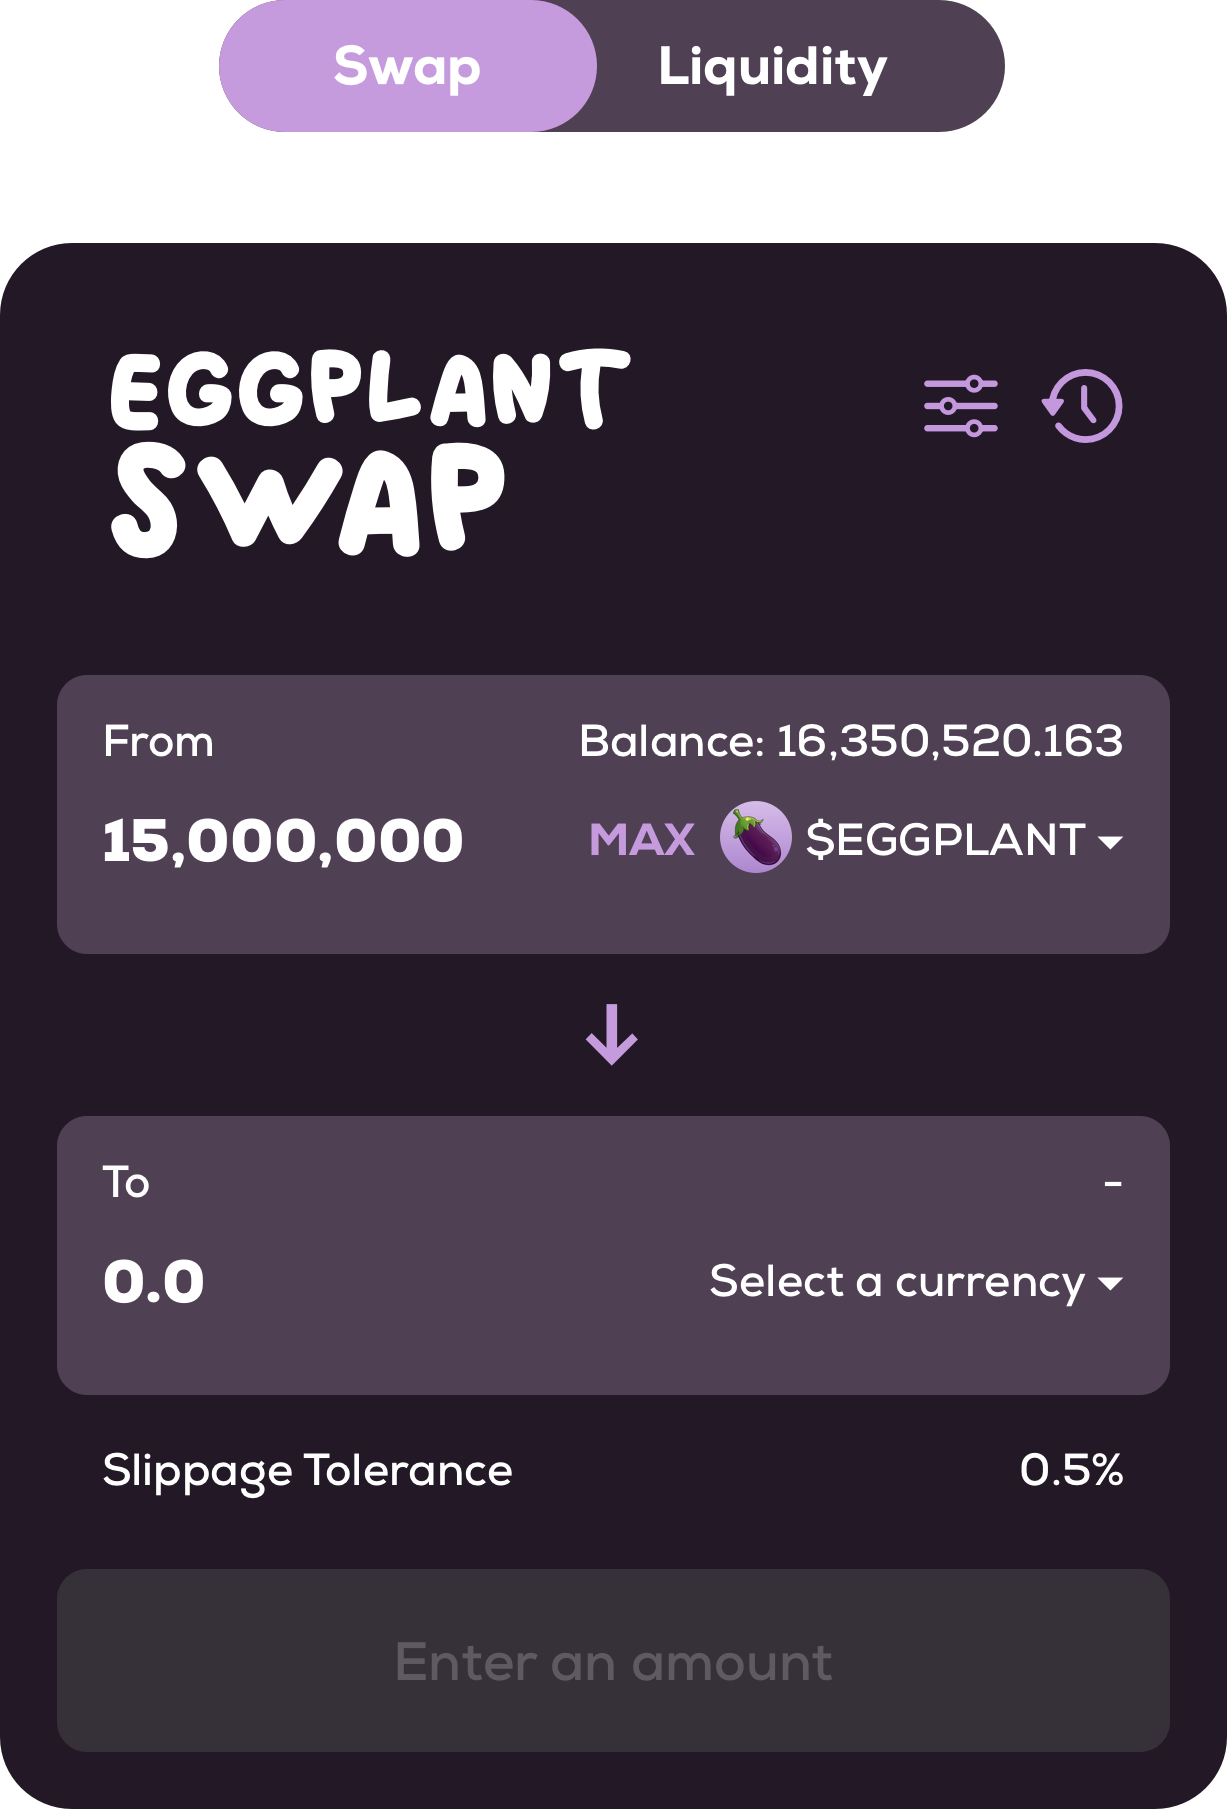 Swap Liquidity
EGGPLANT
SWAP
From Balance: 16,350,520.163
15,000,000 MAX $EGGPLANT
To -
0.0 Select a currency
Slippage Tolerance 0.5%
Enter an amount